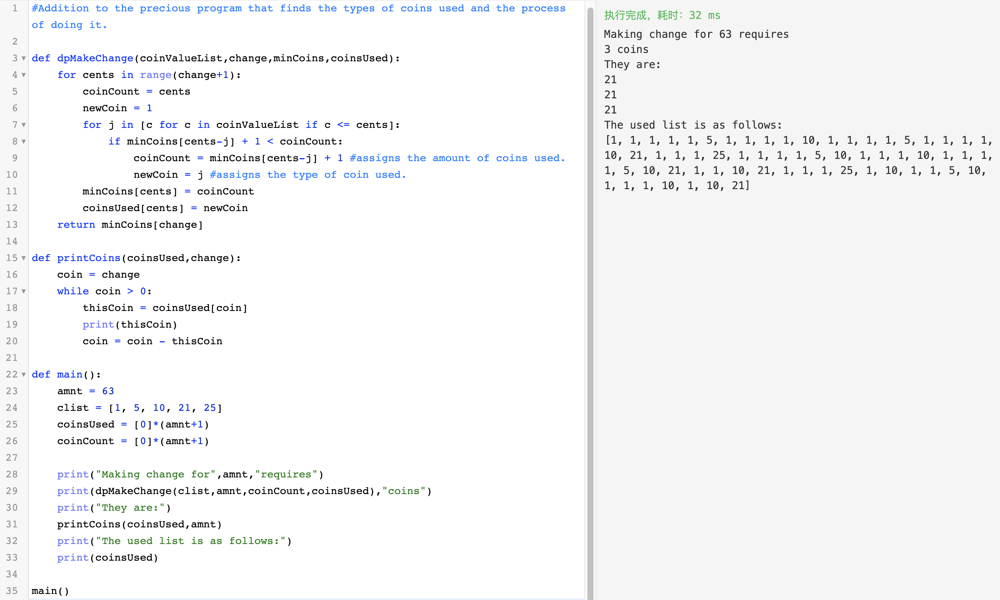 1 #Addition to the precious program that finds the types of coins used and the process
of doing it.
2
3 def dpMakeChange(coinValueList,change,minCoins,coinsUsed):
4     for cents in range(change+1):
5         coinCount = cents
6         newCoin = 1
7         for j in [c for c in coinValueList if c <= cents]:
8             if minCoins[cents-j] + 1 < coinCount:
9                 coinCount = minCoins[cents-j] + 1 #assigns the amount of coins used.
10                 newCoin = j #assigns the type of coin used.
11         minCoins[cents] = coinCount
12         coinsUsed[cents] = newCoin
13     return minCoins[change]
14
15 def printCoins(coinsUsed,change):
16     coin = change
17     while coin > 0:
18         thisCoin = coinsUsed[coin]
19         print(thisCoin)
20         coin = coin - thisCoin
21
22 def main():
23     amnt = 63
24     clist = [1, 5, 10, 21, 25]
25     coinsUsed = [0]*(amnt+1)
26     coinCount = [0]*(amnt+1)
27
28     print("Making change for",amnt,"requires")
29     print(dpMakeChange(clist,amnt,coinCount,coinsUsed),"coins")
30     print("They are:")
31     printCoins(coinsUsed,amnt)
32     print("The used list is as follows:")
33     print(coinsUsed)
34
35 main()
执行完成，耗时：32 ms
Making change for 63 requires
3 coins
They are:
21
21
21
The used list is as follows:
[1, 1, 1, 1, 1, 5, 1, 1, 1, 1, 10, 1, 1, 1, 1, 5, 1, 1, 1, 1,
10, 21, 1, 1, 1, 25, 1, 1, 1, 1, 5, 10, 1, 1, 1, 10, 1, 1, 1,
1, 5, 10, 21, 1, 1, 10, 21, 1, 1, 1, 25, 1, 10, 1, 1, 5, 10,
1, 1, 1, 10, 1, 10, 21]